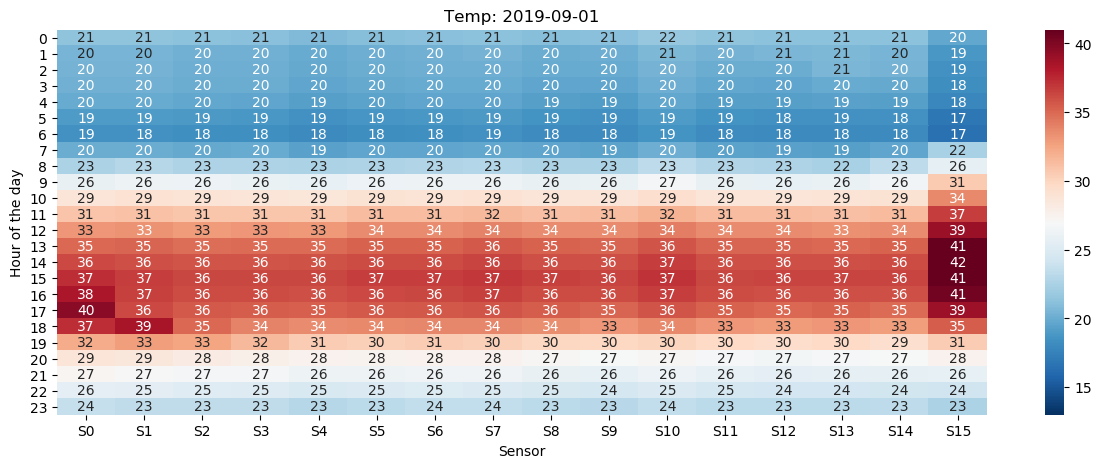 Temp: 2019-09-01
0 21 21 21 21 21 21 21 21 21 21 22 21 21 21 21 20
1 20 20 20 20 20 20 20 20 20 20 21 20 21 21 20 19
2 20 20 20 20 20 20 20 20 20 20 20 20 20 21 20 19
3 20 20 20 20 20 20 20 20 20 20 20 20 20 20 20 18
4 20 20 20 20 19 20 20 20 19 19 20 19 19 19 19 18
5 19 19 19 19 19 19 19 19 19 19 19 19 18 19 18 17
6 19 18 18 18 18 18 18 19 18 18 19 18 18 18 18 17
7 20 20 20 20 19 20 20 20 20 19 20 20 19 19 20 22
8 23 23 23 23 23 23 23 23 23 23 23 23 23 22 23 26
9 26 26 26 26 26 26 26 26 26 26 27 26 26 26 26 31
10 29 29 29 29 29 29 29 29 29 29 29 29 29 29 29 34
11 31 31 31 31 31 31 31 32 31 31 32 31 31 31 31 37
12 33 33 33 33 33 34 34 34 34 34 34 34 34 33 34 39
13 35 35 35 35 35 35 35 36 35 35 36 35 35 35 35 41
14 36 36 36 36 36 36 36 36 36 36 37 36 36 36 36 42
15 37 37 36 36 36 37 37 37 37 36 37 36 36 36 36 41
16 38 37 36 36 36 36 36 37 36 36 37 36 36 36 36 41
17 40 36 36 36 35 36 36 36 36 35 36 35 35 35 35 39
18 37 39 35 34 34 34 34 34 34 33 34 33 33 33 33 35
19 32 33 33 32 31 30 31 30 30 30 30 30 30 30 29 31
20 29 29 28 28 28 28 28 28 27 27 27 27 27 27 27 28
21 27 27 27 27 26 26 26 26 26 26 26 26 26 26 26 26
22 26 25 25 25 25 25 25 25 25 24 25 25 24 24 24 24
23 24 23 23 23 23 23 24 24 23 23 24 23 23 23 23 23
S0 S1 S2 S3 S4 S5 S6 S7 S8 S9 S10 S11 S12 S13 S14 S15
Sensor
Hour of the day
40
35
30
25
20
15